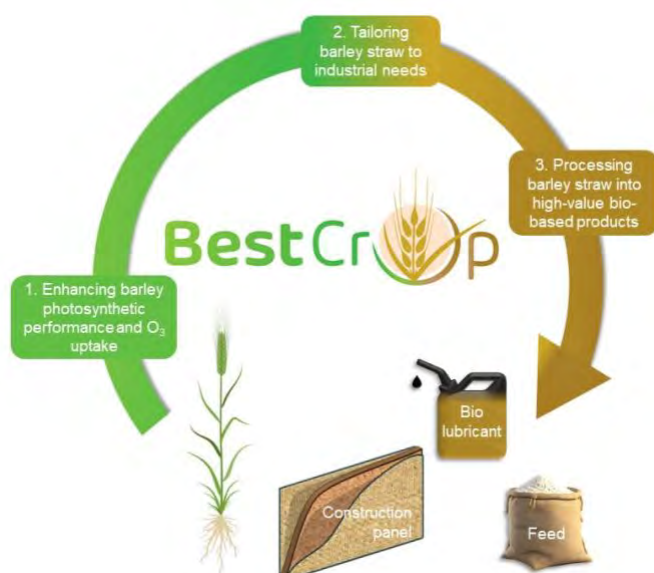 2. Tailoring
barley straw to
industrial needs
3. Processing
barley straw into
high-value bio-
based products
BestCrop
1. Enhancing barley
photosynthetic
performance and O₃
uptake
Bio
lubricant
Construction
panel
Feed